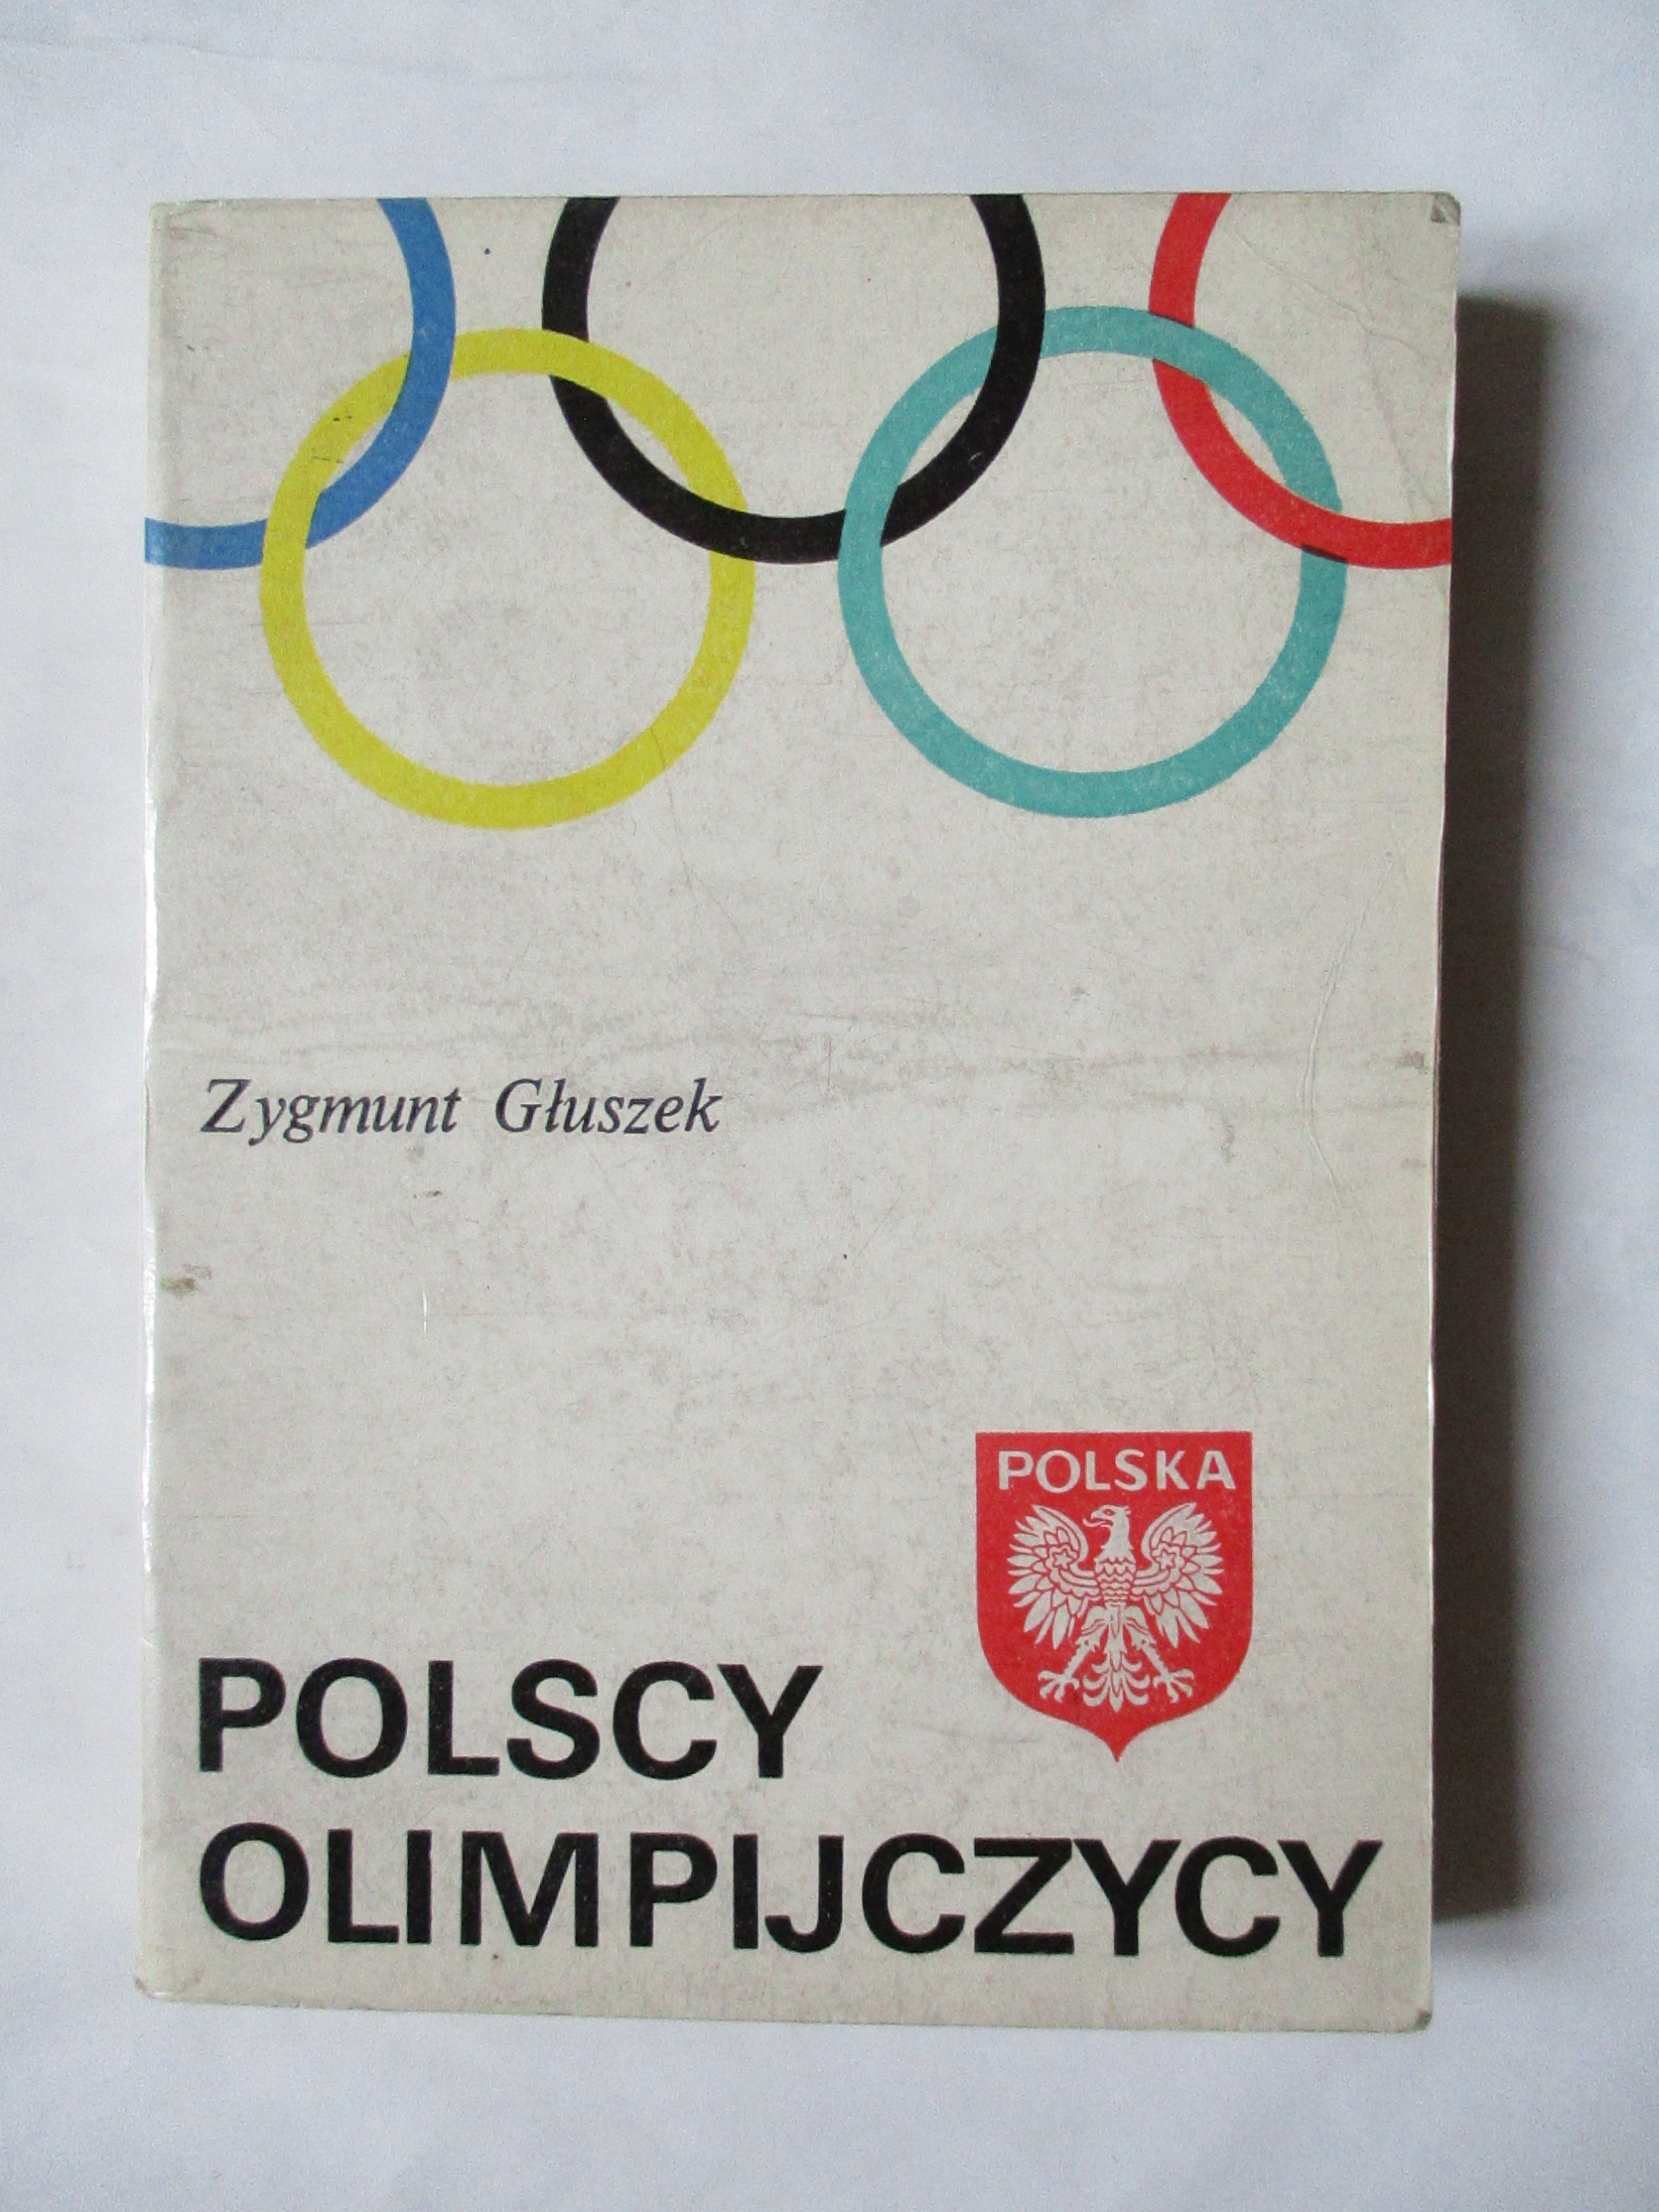 Zygmunt Głuszek
POLSKA
POLSCY
OLIMPIJCZYCY